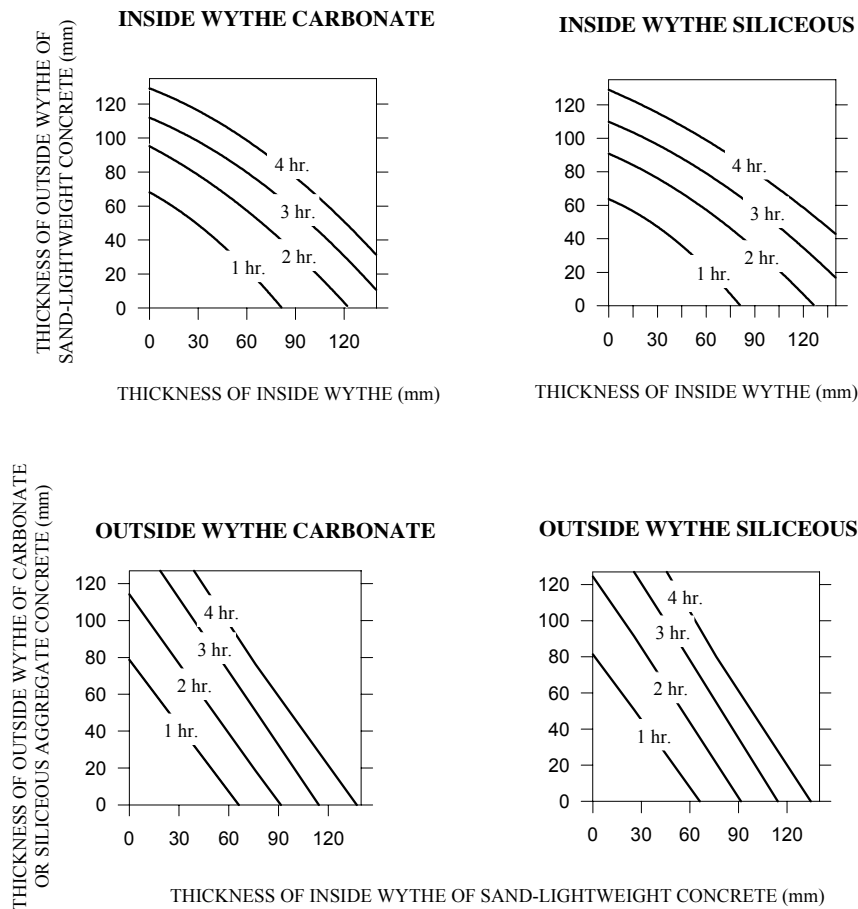 INSIDE WYTHE CARBONATE
THICKNESS OF OUTSIDE WYTHE OF
SAND-LIGHTWEIGHT CONCRETE (mm)
120
100
80
60
40
20
0
4 hr.
3 hr.
2 hr.
1 hr.
0 30 60 90 120
THICKNESS OF INSIDE WYTHE (mm)
INSIDE WYTHE SILICEOUS
120
100
80
60
40
20
0
4 hr.
3 hr.
2 hr.
1 hr.
0 30 60 90 120
THICKNESS OF INSIDE WYTHE (mm)
THICKNESS OF OUTSIDE WYTHE OF CARBONATE
OR SILICEOUS AGGREGATE CONCRETE (mm)
OUTSIDE WYTHE CARBONATE
120
100
80
60
40
20
0
4 hr.
3 hr.
2 hr.
1 hr.
0 30 60 90 120
OUTSIDE WYTHE SILICEOUS
120
100
80
60
40
20
0
4 hr.
3 hr.
2 hr.
1 hr.
0 30 60 90 120
THICKNESS OF INSIDE WYTHE OF SAND-LIGHTWEIGHT CONCRETE (mm)